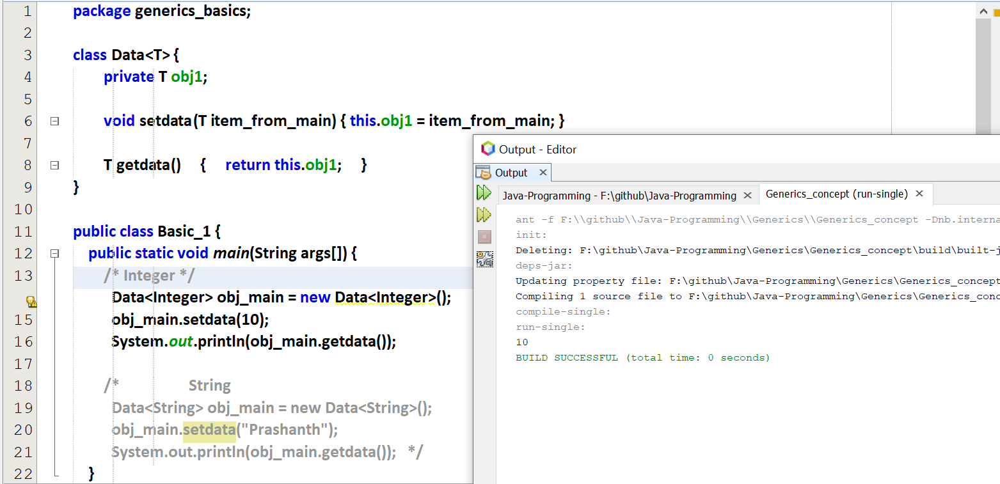 1 package generics_basics;
2
3 class Data<T> {
4 private T obj1;
5
6 void setdata(T item_from_main) { this.obj1 = item_from_main; }
7
8 T getdata() { return this.obj1; }
9 }
10
11 public class Basic_1 {
12 public static void main(String args[]) {
13 /* Integer */
Data<Integer> obj_main = new Data<Integer>();
15 obj_main.setdata(10);
16 System.out.println(obj_main.getdata());
17
18 /* String
19 Data<String> obj_main = new Data<String>();
20 obj_main.setdata("Prashanth");
21 System.out.println(obj_main.getdata()); */
22 }
Output - Editor
Output
Java-Programming - F:\github\Java-Programming
Generics_concept (run-single)
ant -f F:\\github\\Java-Programming\\Generics\\Generics_concept -Dnb.interna
init:
Deleting: F:\github\Java-Programming\Generics\Generics_concept\build\built-j
deps-jar:
Updating property file: F:\github\Java-Programming\Generics\Generics_concept
Compiling 1 source file to F:\github\Java-Programming\Generics\Generics_conc
compile-single:
run-single:
10
BUILD SUCCESSFUL (total time: 0 seconds)